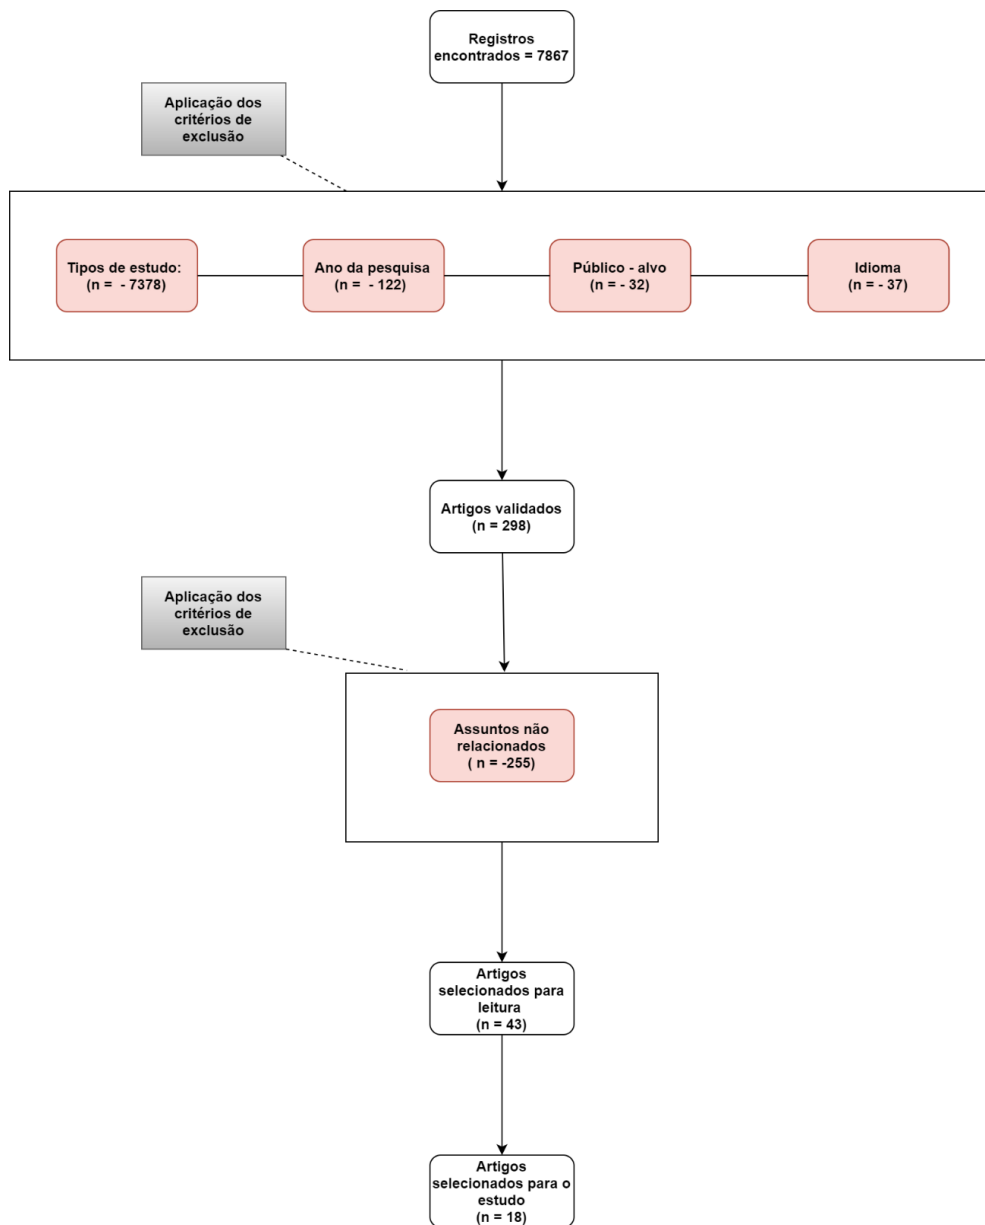 Registros
encontrados = 7867
Aplicação dos
critérios de
exclusão
Tipos de estudo:
(n =  - 7378)
Ano da pesquisa
(n =  - 122)
Público - alvo
(n = - 32)
Idioma
(n = - 37)
Artigos validados
(n = 298)
Aplicação dos
critérios de
exclusão
Assuntos não
relacionados
( n = -255)
Artigos
selecionados para
leitura
(n = 43)
Artigos
selecionados para o
estudo
(n = 18)